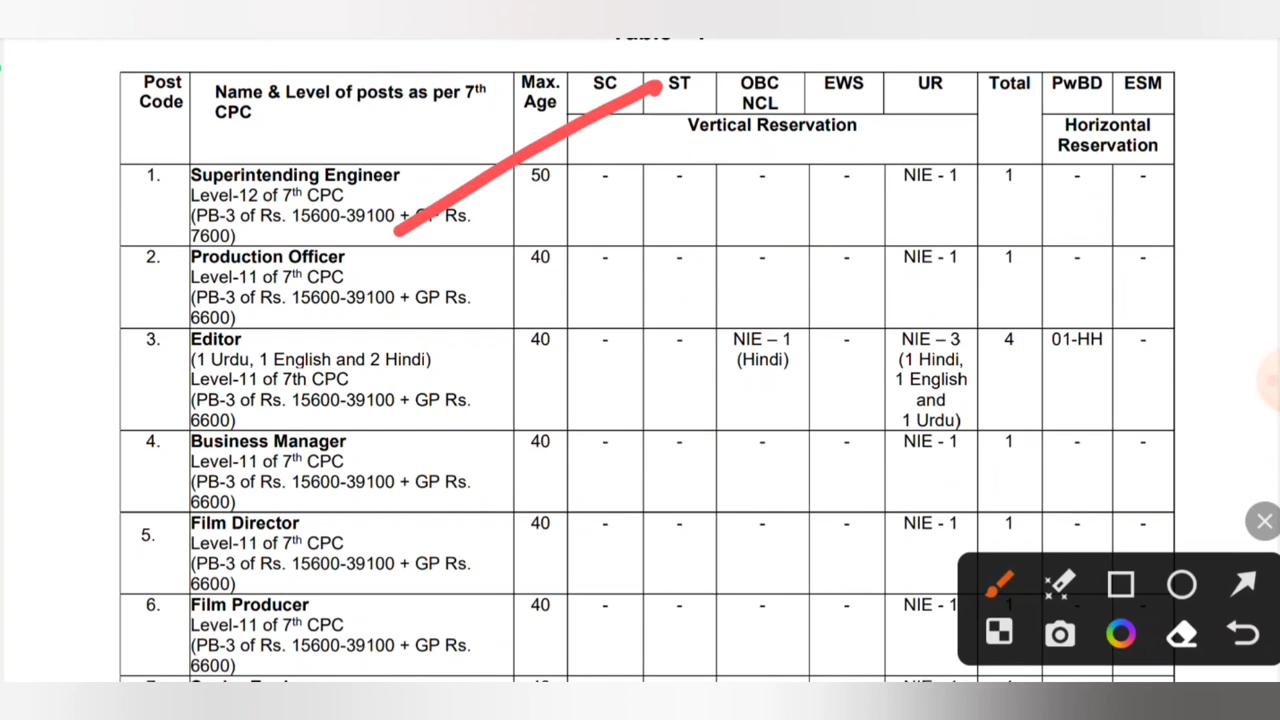 Post Code | Name & Level of posts as per 7th CPC | Max. Age | SC | ST | OBC NCL | EWS | UR | Total | PwBD | ESM
Vertical Reservation | Horizontal Reservation
1. | Superintending Engineer | 50 | - | - | - | - | NIE - 1 | 1 | - | -
Level-12 of 7th CPC
(PB-3 of Rs. 15600-39100 + GP Rs.
7600)
2. | Production Officer | 40 | - | - | - | - | NIE - 1 | 1 | - | -
Level-11 of 7th CPC
(PB-3 of Rs. 15600-39100 + GP Rs.
6600)
3. | Editor | 40 | - | - | NIE – 1 | - | NIE – 3 | 4 | 01-HH | -
(1 Urdu, 1 English and 2 Hindi) | (Hindi) | (1 Hindi,
Level-11 of 7th CPC | 1 English
(PB-3 of Rs. 15600-39100 + GP Rs. | and
6600) | 1 Urdu)
4. | Business Manager | 40 | - | - | - | - | NIE - 1 | 1 | - | -
Level-11 of 7th CPC
(PB-3 of Rs. 15600-39100 + GP Rs.
6600)
5. | Film Director | 40 | - | - | - | - | NIE - 1 | 1 | - | -
Level-11 of 7th CPC
(PB-3 of Rs. 15600-39100 + GP Rs.
6600)
6. | Film Producer | 40 | - | - | - | - | NIE - 1 | 1 | - | -
Level-11 of 7th CPC
(PB-3 of Rs. 15600-39100 + GP Rs.
6600)